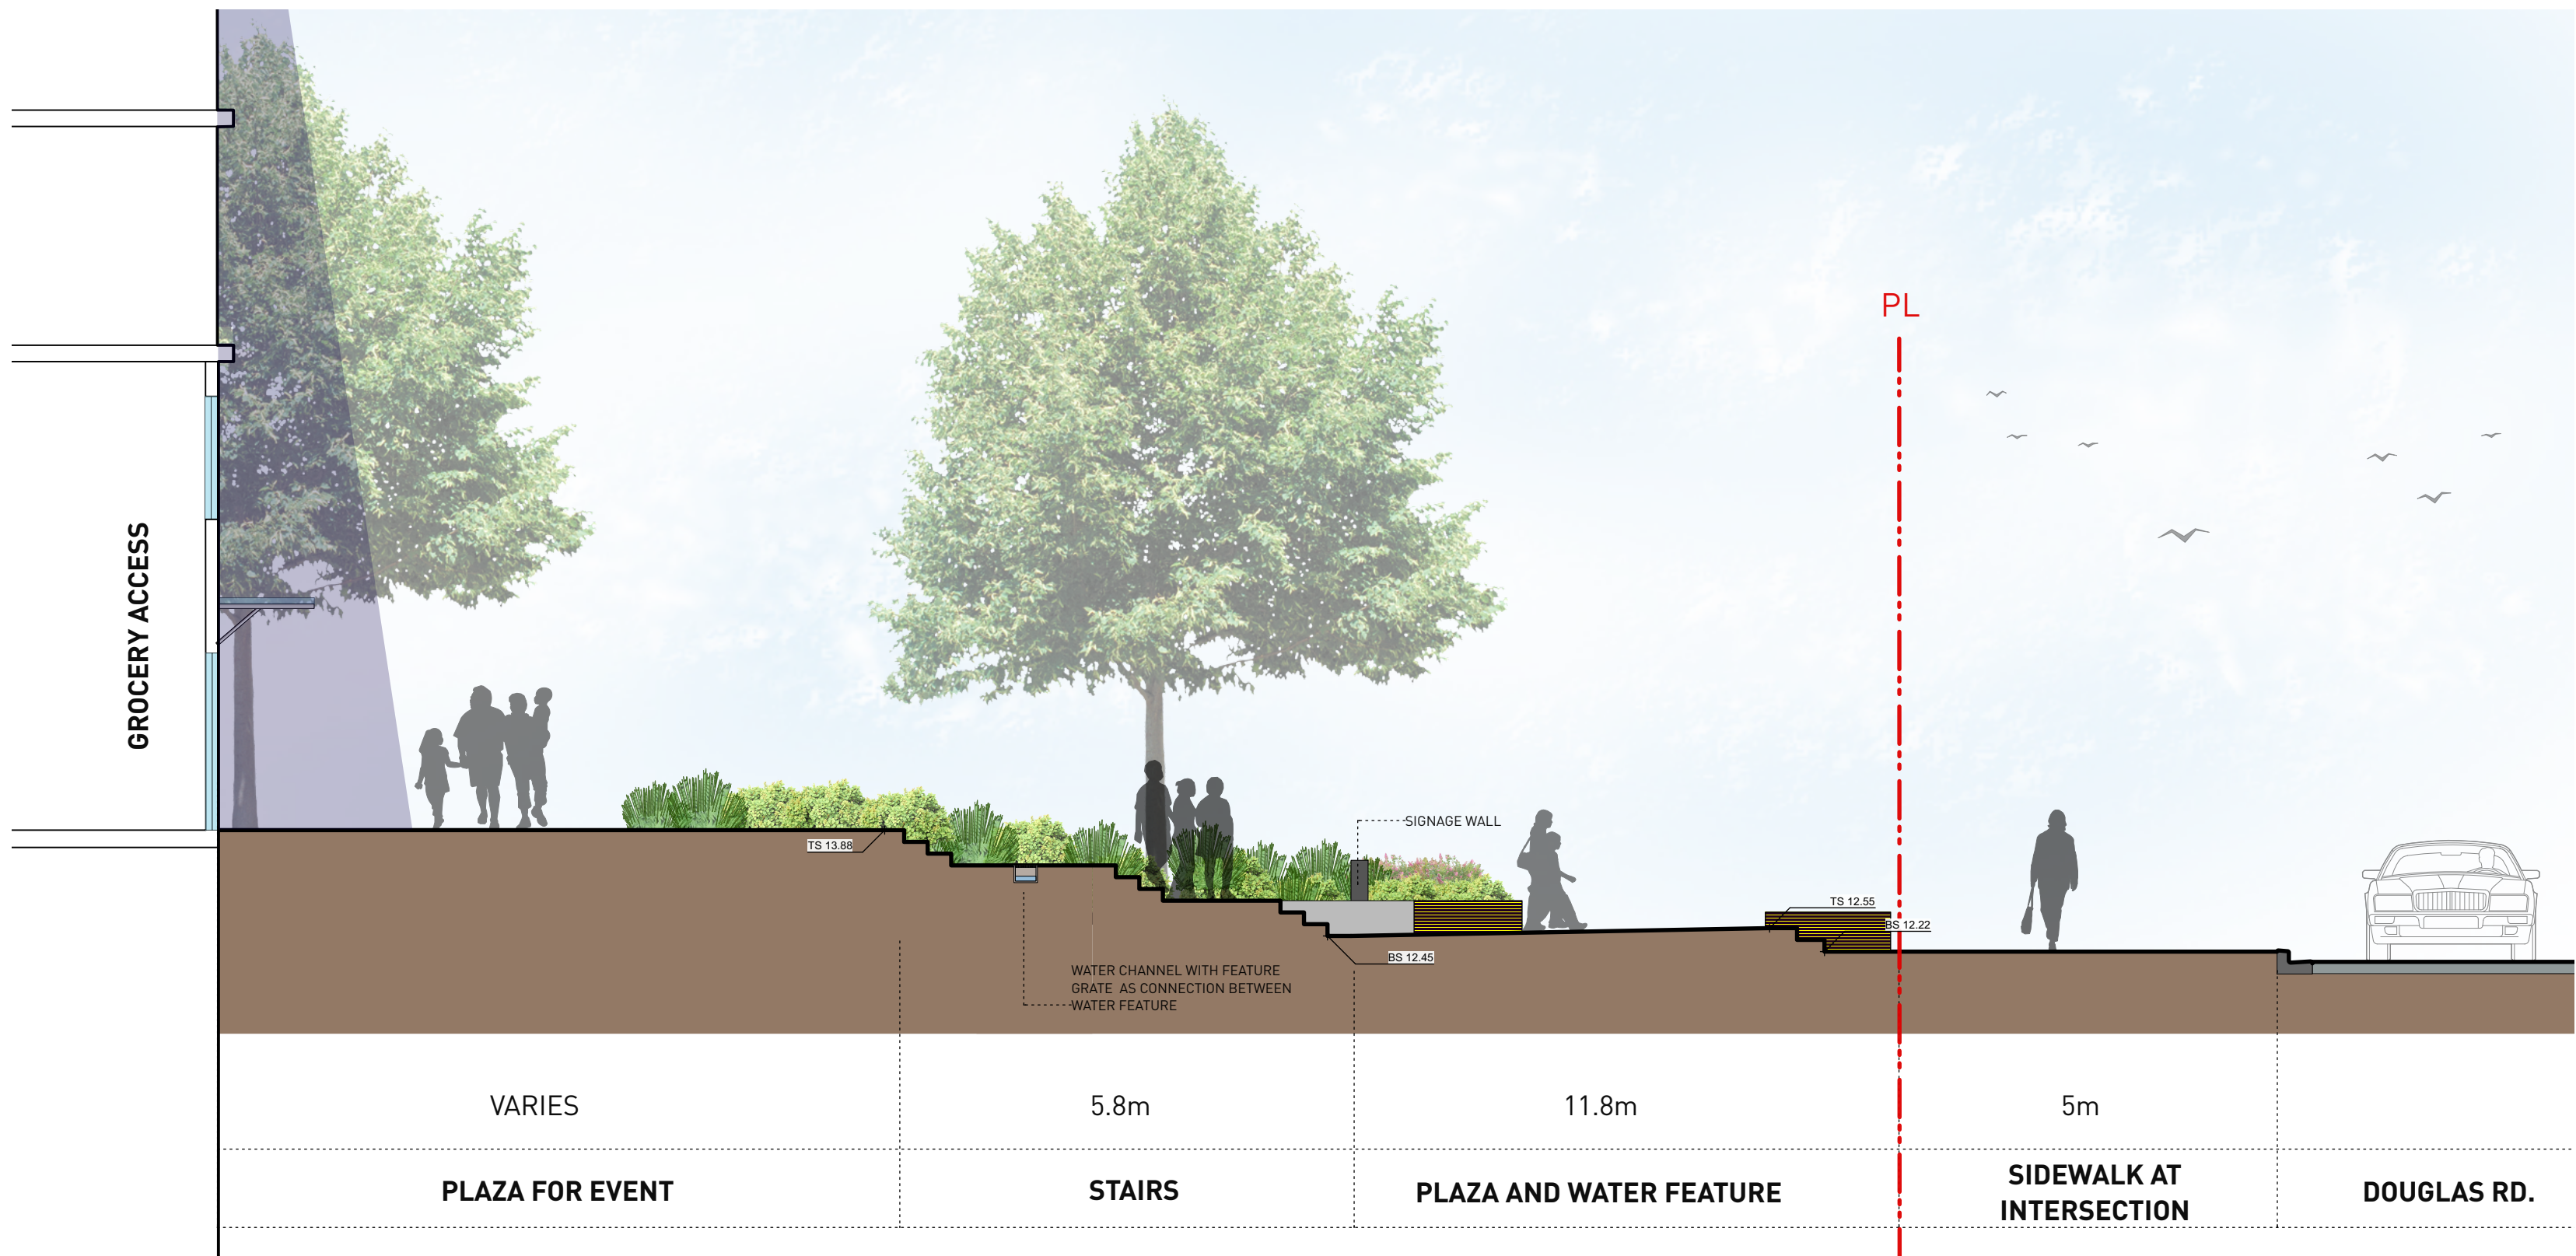 PL
GROCERY ACCESS
TS 13.88
SIGNAGE WALL
TS 12.55
BS 12.22
BS 12.45
WATER CHANNEL WITH FEATURE
GRATE AS CONNECTION BETWEEN
WATER FEATURE
VARIES
5.8m
11.8m
5m
PLAZA FOR EVENT
STAIRS
PLAZA AND WATER FEATURE
SIDEWALK AT
INTERSECTION
DOUGLAS RD.